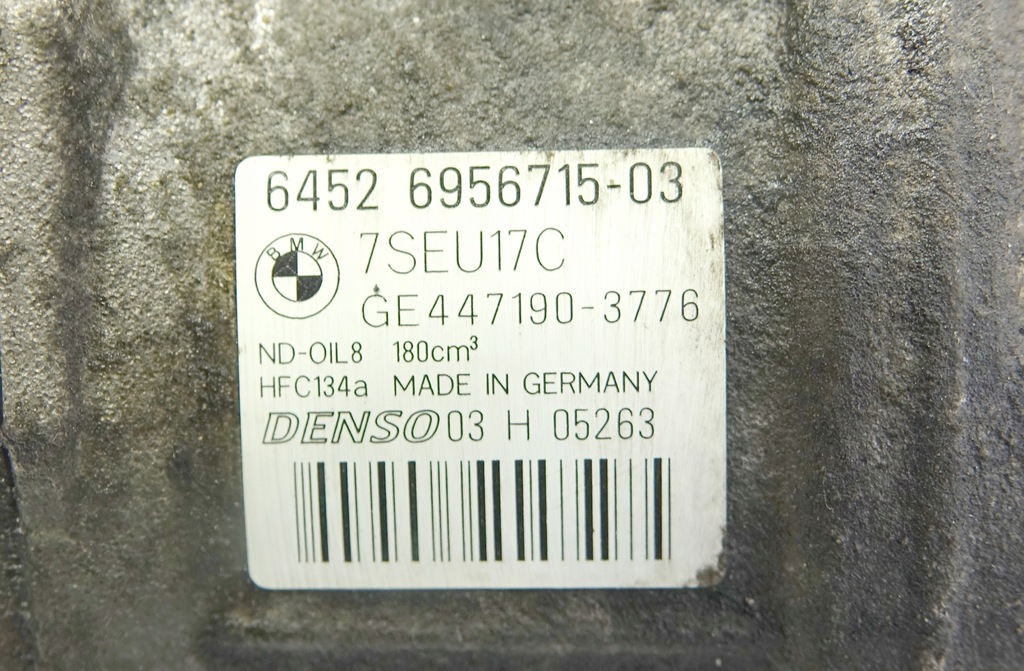 6452 6956715-03
BMW
7SEU17C
GE447190-3776
ND-OIL8 180cm³
HFC134a MADE IN GERMANY
DENSO 03 H 05263